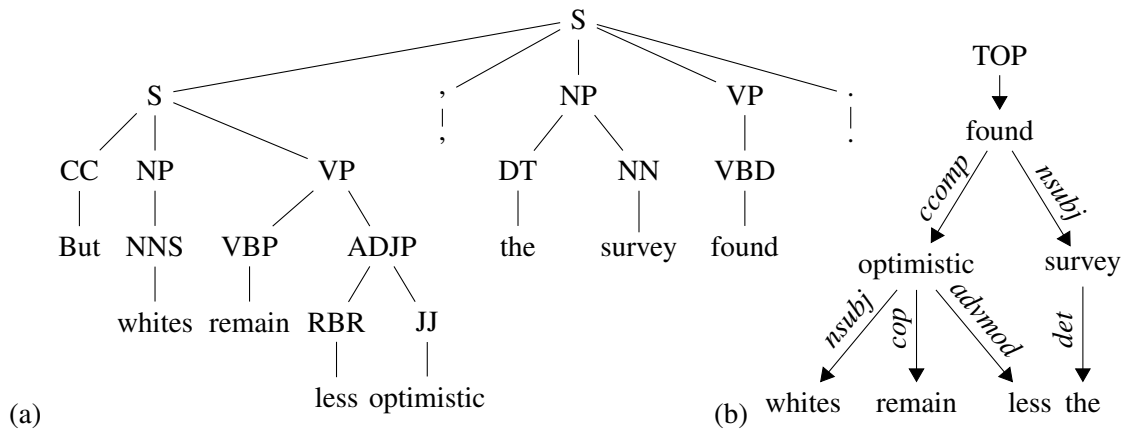 S
TOP
S , NP VP .
, .
found
CC NP VP DT NN VBD
ccomp nsubj
But NNS VBP ADJP the survey found
optimistic survey
whites remain RBR JJ
nsubj cop advmod det
less optimistic
(a) (b) whites remain less the